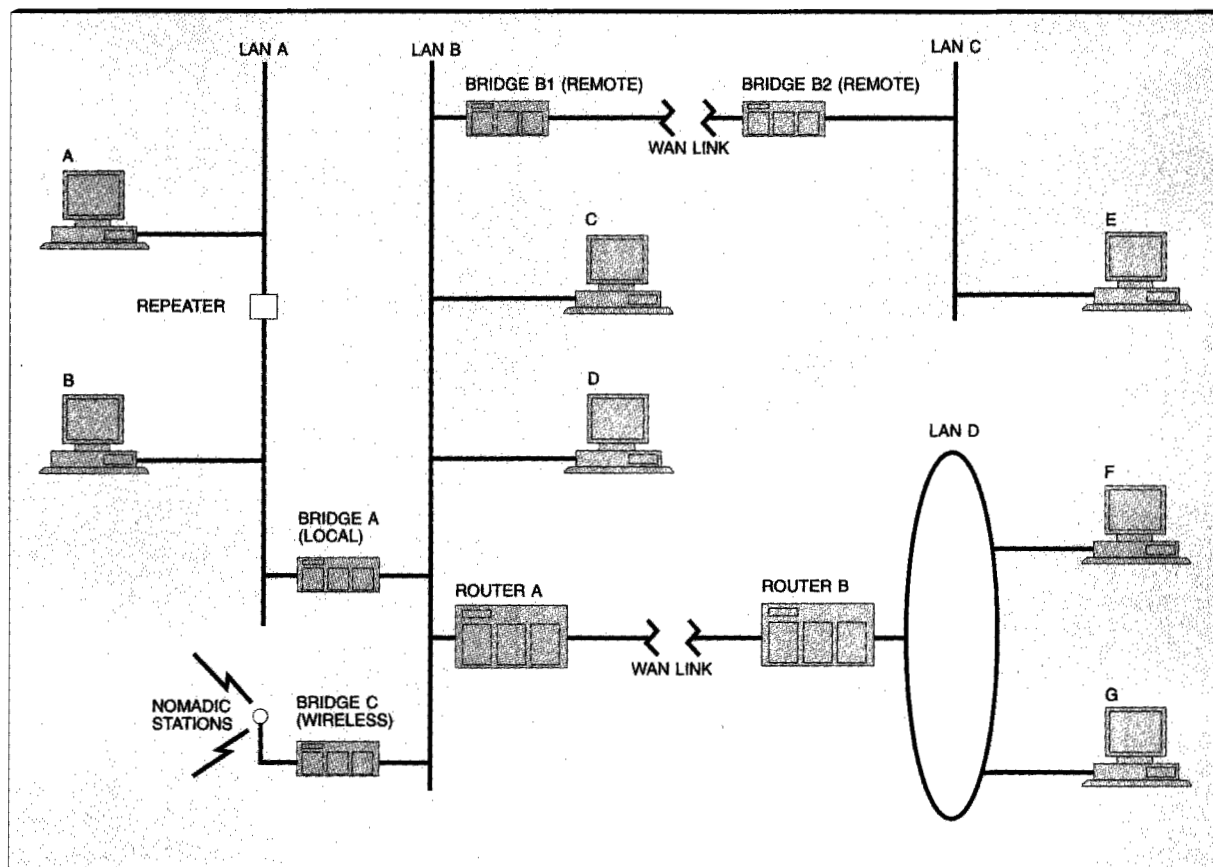 LAN A
LAN B
LAN C
BRIDGE B1 (REMOTE)
BRIDGE B2 (REMOTE)
WAN LINK
A
C
E
REPEATER
B
D
LAN D
F
BRIDGE A
(LOCAL)
ROUTER A
ROUTER B
WAN LINK
NOMADIC
STATIONS
BRIDGE C
(WIRELESS)
G